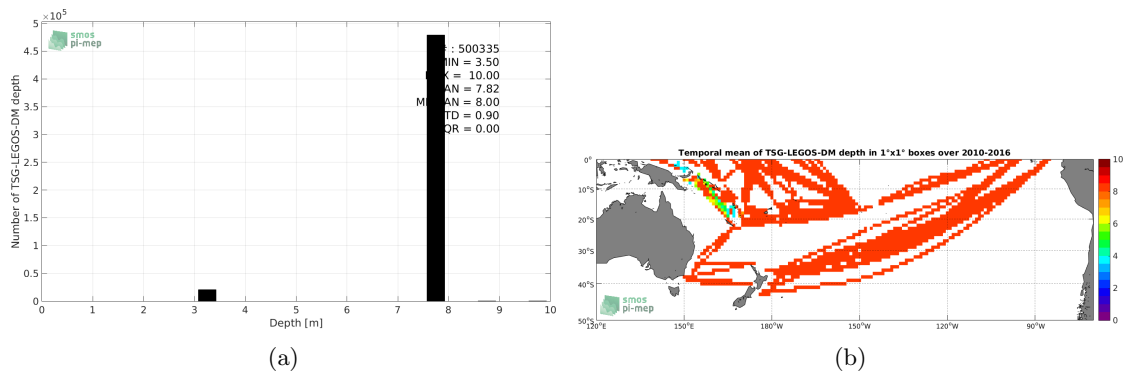 ×10⁵
5
4.5
4
3.5
3
2.5
2
1.5
1
0.5
0
Number of TSG-LEGOS-DM depth
smos
pi-mep
: 500335
= 3.50
= 10.00
= 7.82
= 8.00
= 0.90
= 0.00
0 1 2 3 4 5 6 7 8 9 10
Depth [m]
(a)
Temporal mean of TSG-LEGOS-DM depth in 1°x1° boxes over 2010-2016
0°
10°S
20°S
30°S
40°S
50°S
smos
pi-mep
120°E 150°E 180°W 150°W 120°W 90°W
10
8
6
4
2
0
(b)